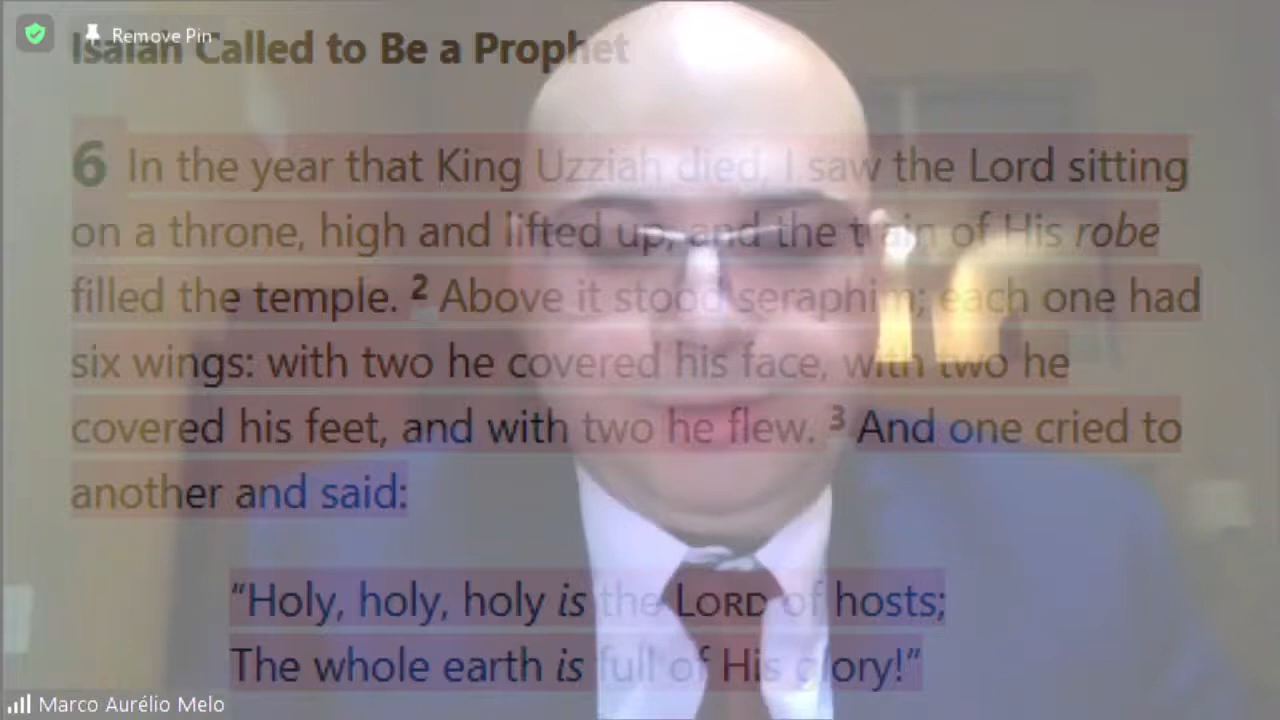 Remove Pin
Isaiah Called to Be a Prophet
6 In the year that King Uzziah died, I saw the Lord sitting
on a throne, high and lifted up, and the train of His robe
filled the temple. 2 Above it stood seraphim; each one had
six wings: with two he covered his face, with two he
covered his feet, and with two he flew. 3 And one cried to
another and said:
“Holy, holy, holy is the LORD of hosts;
The whole earth is full of His glory!”
Marco Aurélio Melo